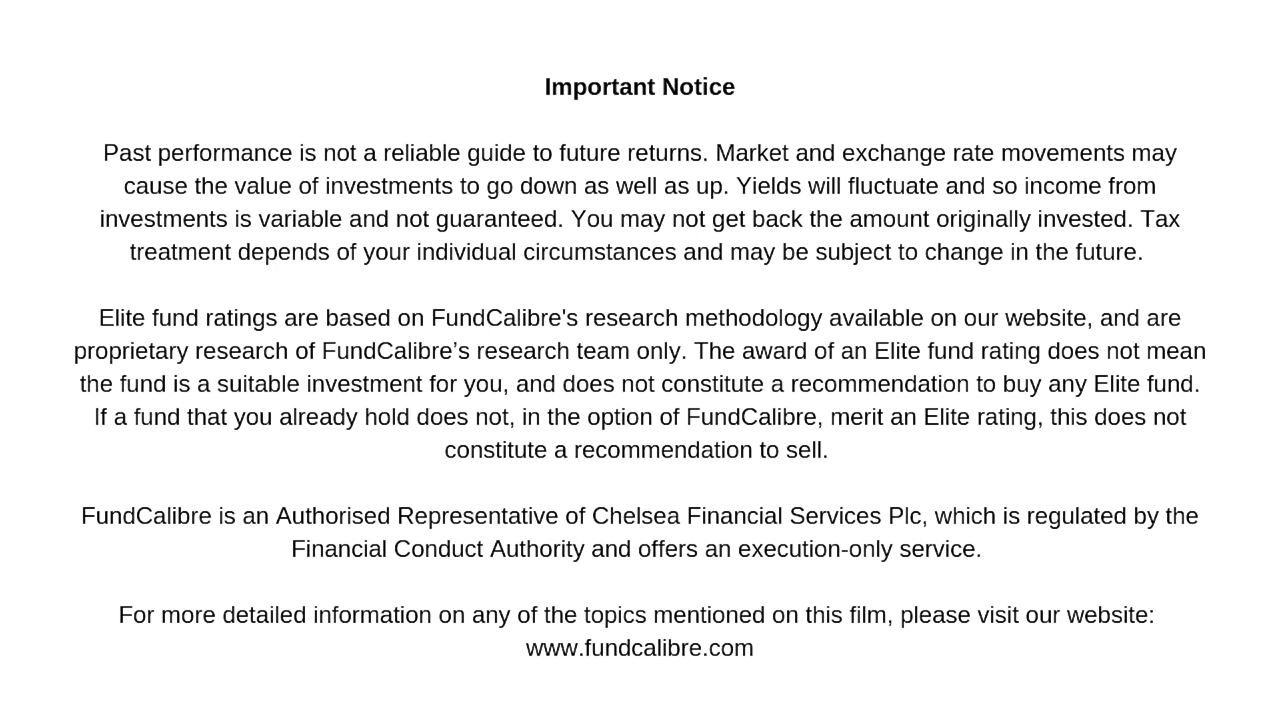 Important Notice
Past performance is not a reliable guide to future returns. Market and exchange rate movements may
cause the value of investments to go down as well as up. Yields will fluctuate and so income from
investments is variable and not guaranteed. You may not get back the amount originally invested. Tax
treatment depends of your individual circumstances and may be subject to change in the future.
Elite fund ratings are based on FundCalibre's research methodology available on our website, and are
proprietary research of FundCalibre’s research team only. The award of an Elite fund rating does not mean
the fund is a suitable investment for you, and does not constitute a recommendation to buy any Elite fund.
If a fund that you already hold does not, in the option of FundCalibre, merit an Elite rating, this does not
constitute a recommendation to sell.
FundCalibre is an Authorised Representative of Chelsea Financial Services Plc, which is regulated by the
Financial Conduct Authority and offers an execution-only service.
For more detailed information on any of the topics mentioned on this film, please visit our website:
www.fundcalibre.com